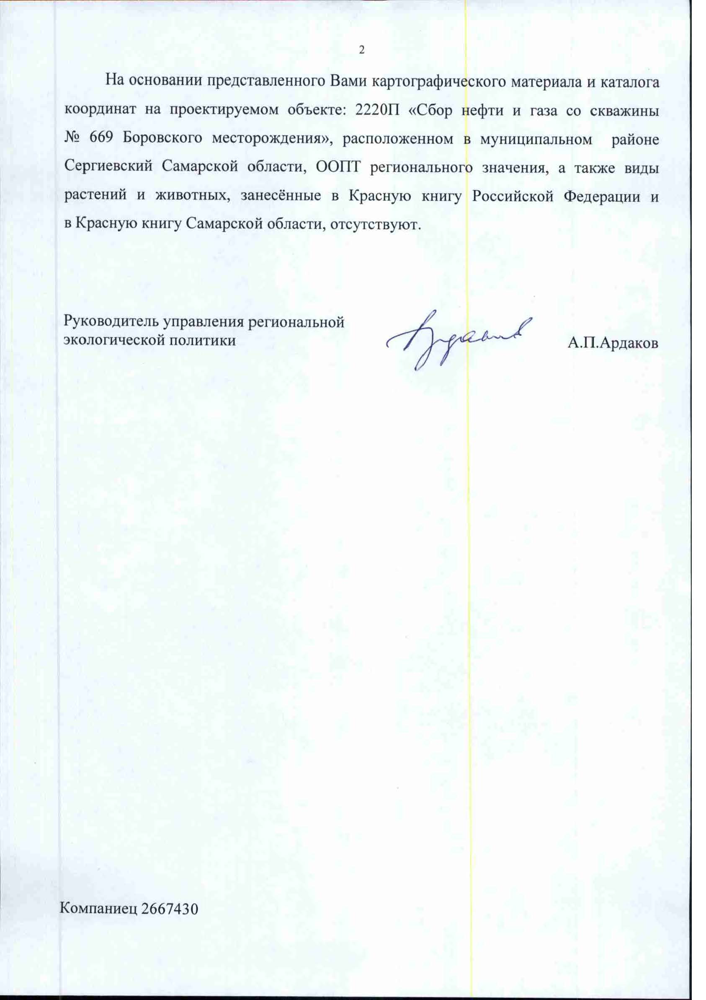 2
На основании представленного Вами картографического материала и каталога
координат на проектируемом объекте: 2220П «Сбор нефти и газа со скважины
№ 669 Боровского месторождения», расположенном в муниципальном районе
Сергиевский Самарской области, ООПТ регионального значения, а также виды
растений и животных, занесённые в Красную книгу Российской Федерации и
в Красную книгу Самарской области, отсутствуют.
Руководитель управления региональной
экологической политики
А.П.Ардаков
Компаниец 2667430